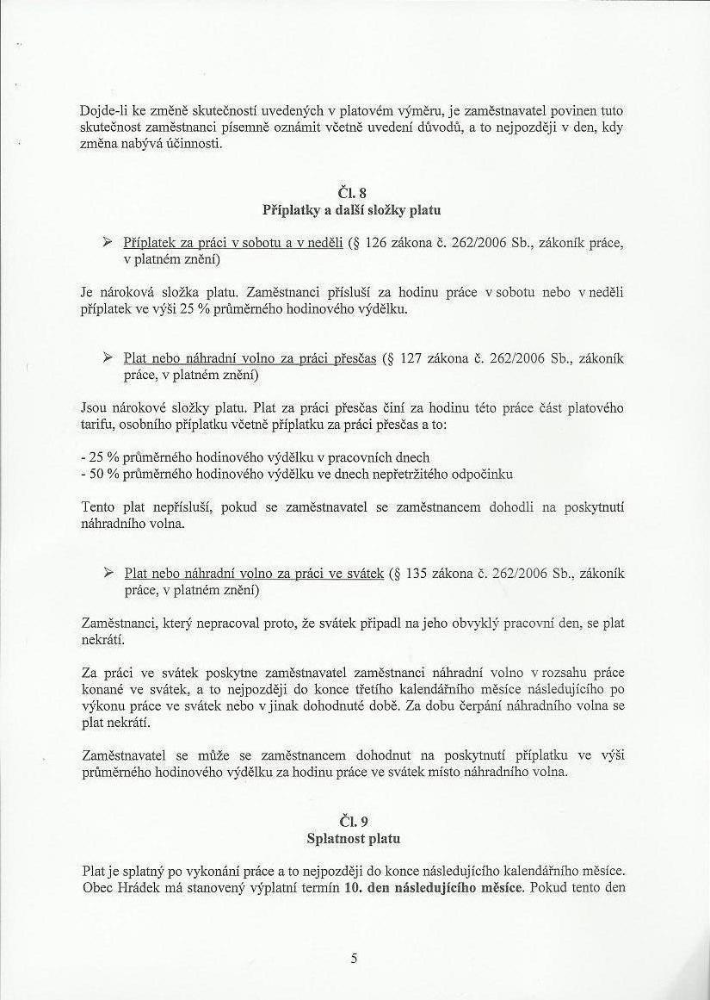 Dojde-li ke změně skutečností uvedených v platovém výměru, je zaměstnavatel povinen tuto
skutečnost zaměstnanci písemně oznámit včetně uvedení důvodů, a to nejpozději v den, kdy
změna nabývá účinnosti.
Čl. 8
Příplatky a další složky platu
➢ Příplatek za práci v sobotu a v neděli (§ 126 zákona č. 262/2006 Sb., zákoník práce,
v platném znění)
Je nároková složka platu. Zaměstnanci přísluší za hodinu práce v sobotu nebo v neděli
příplatek ve výši 25 % průměrného hodinového výdělku.
➢ Plat nebo náhradní volno za práci přesčas (§ 127 zákona č. 262/2006 Sb., zákoník
práce, v platném znění)
Jsou nárokové složky platu. Plat za práci přesčas činí za hodinu této práce část platového
tarifu, osobního příplatku včetně příplatku za práci přesčas a to:
- 25 % průměrného hodinového výdělku v pracovních dnech
- 50 % průměrného hodinového výdělku ve dnech nepřetržitého odpočinku
Tento plat nepřísluší, pokud se zaměstnavatel se zaměstnancem dohodli na poskytnutí
náhradního volna.
➢ Plat nebo náhradní volno za práci ve svátek (§ 135 zákona č. 262/2006 Sb., zákoník
práce, v platném znění)
Zaměstnanci, který nepracoval proto, že svátek připadl na jeho obvyklý pracovní den, se plat
nekrátí.
Za práci ve svátek poskytne zaměstnavatel zaměstnanci náhradní volno v rozsahu práce
konané ve svátek, a to nejpozději do konce třetího kalendářního měsíce následujícího po
výkonu práce ve svátek nebo v jinak dohodnuté době. Za dobu čerpání náhradního volna se
plat nekrátí.
Zaměstnavatel se může se zaměstnancem dohodnut na poskytnutí příplatku ve výši
průměrného hodinového výdělku za hodinu práce ve svátek místo náhradního volna.
Čl. 9
Splatnost platu
Plat je splatný po vykonání práce a to nejpozději do konce následujícího kalendářního měsíce.
Obec Hrádek má stanovený výplatní termín 10. den následujícího měsíce. Pokud tento den
5